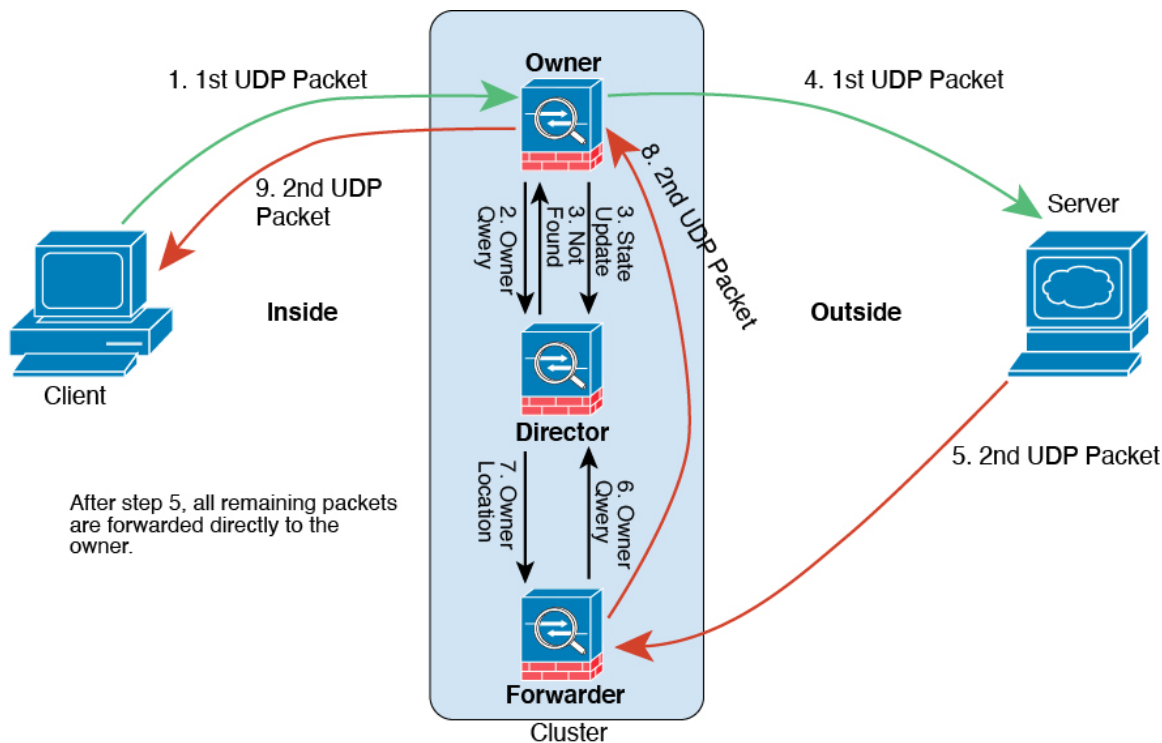 Owner
1. 1st UDP Packet
4. 1st UDP Packet
9. 2nd UDP
Packet
2. Owner
Qwery
3. Not
Found
3. State
Update
8. 2nd UDP Packet
Server
Inside
Outside
Client
Director
5. 2nd UDP Packet
7. Owner
Location
6. Owner
Qwery
After step 5, all remaining packets
are forwarded directly to the
owner.
Forwarder
Cluster